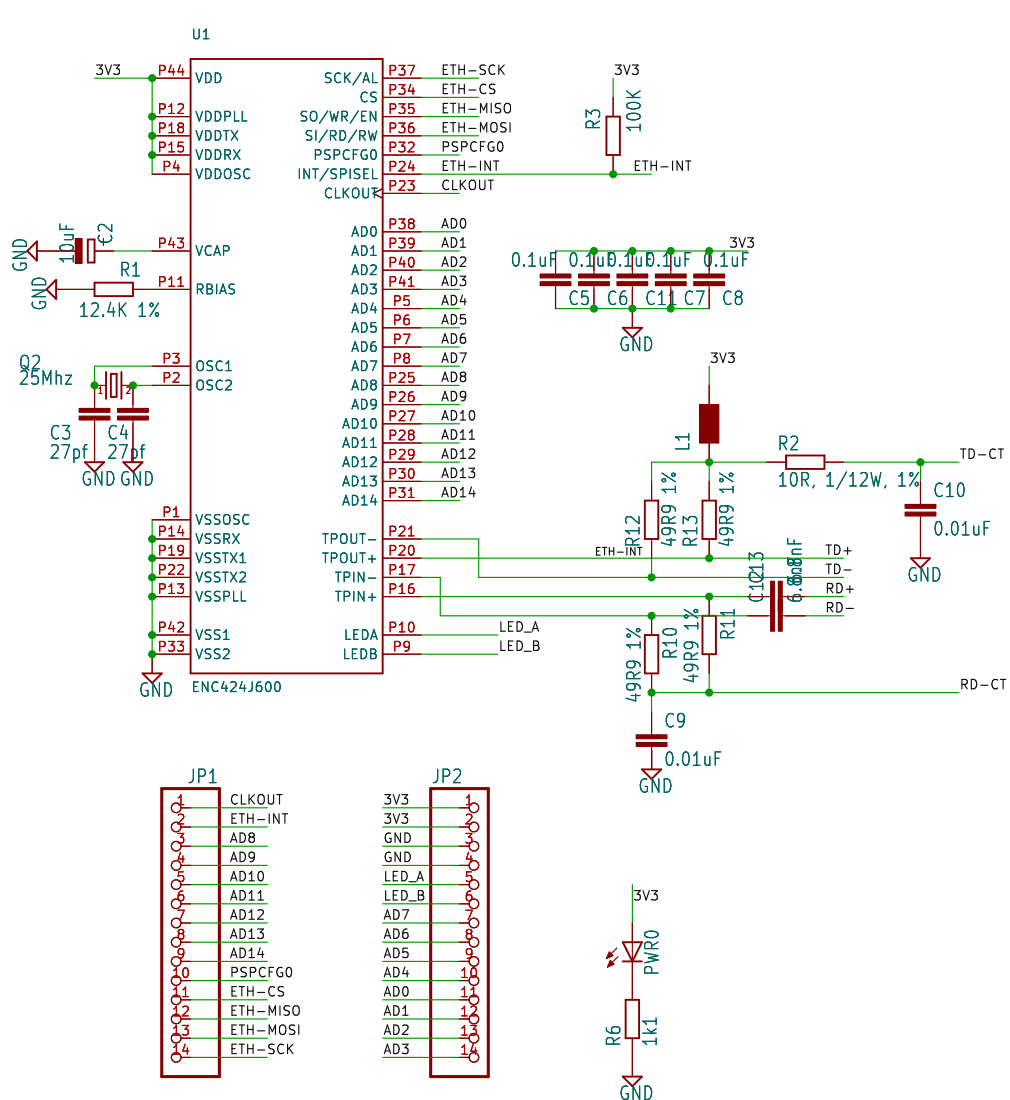 U1
3V3
P44 VDD
P12 VDDPLL
P18 VDDTX
P15 VDDRX
P4 VDDOSC
P43 VCAP
P11 RBIAS
P3 OSC1
P2 OSC2
P1 VSSOSC
P14 VSSRX
P19 VSSTX1
P22 VSSTX2
P13 VSSPLL
P42 VSS1
P33 VSS2
GND
ENC424J600
SCK/AL P37 ETH-SCK
CS P34 ETH-CS
SO/WR/EN P35 ETH-MISO
SI/RD/RW P36 ETH-MOSI
PSPCFG0 P32 PSPCFG0
INT/SPISEL P24 ETH-INT
CLKOUT P23 CLKOUT
AD0 P38 AD0
AD1 P39 AD1
AD2 P40 AD2
AD3 P41 AD3
AD4 P5 AD4
AD5 P6 AD5
AD6 P7 AD6
AD7 P8 AD7
AD8 P25 AD8
AD9 P26 AD9
AD10 P27 AD10
AD11 P28 AD11
AD12 P29 AD12
AD13 P30 AD13
AD14 P31 AD14
TPOUT- P21
TPOUT+ P20
TPIN- P17
TPIN+ P16
LEDA P10 LED_A
LEDB P9 LED_B
GND
10uF
C2
+
GND
R1
12.4K 1%
Q2
25Mhz
1 2
C3 C4
27pf 27pf
GND GND
3V3
R3
100K
ETH-INT
3V3
0.1uF 0.1uF 0.1uF 0.1uF 0.1uF
C5 C6 C11 C7 C8
GND
3V3
L1
R2
10R, 1/12W, 1%
TD-CT
C10
0.01uF
GND
R12
49R9 1%
R13
49R9 1%
ETH-INT
TD+
TD-
RD+
RD-
C12
C13
6.8nF
6.8nF
R10
49R9 1%
R11
49R9 1%
RD-CT
C9
0.01uF
GND
JP1
1 CLKOUT
2 ETH-INT
3 AD8
4 AD9
5 AD10
6 AD11
7 AD12
8 AD13
9 AD14
10 PSPCFG0
11 ETH-CS
12 ETH-MISO
13 ETH-MOSI
14 ETH-SCK
JP2
3V3 1
3V3 2
GND 3
GND 4
LED_A 5
LED_B 6
AD7 7
AD6 8
AD5 9
AD4 10
AD0 11
AD1 12
AD2 13
AD3 14
3V3
PWR0
R6
1k1
GND